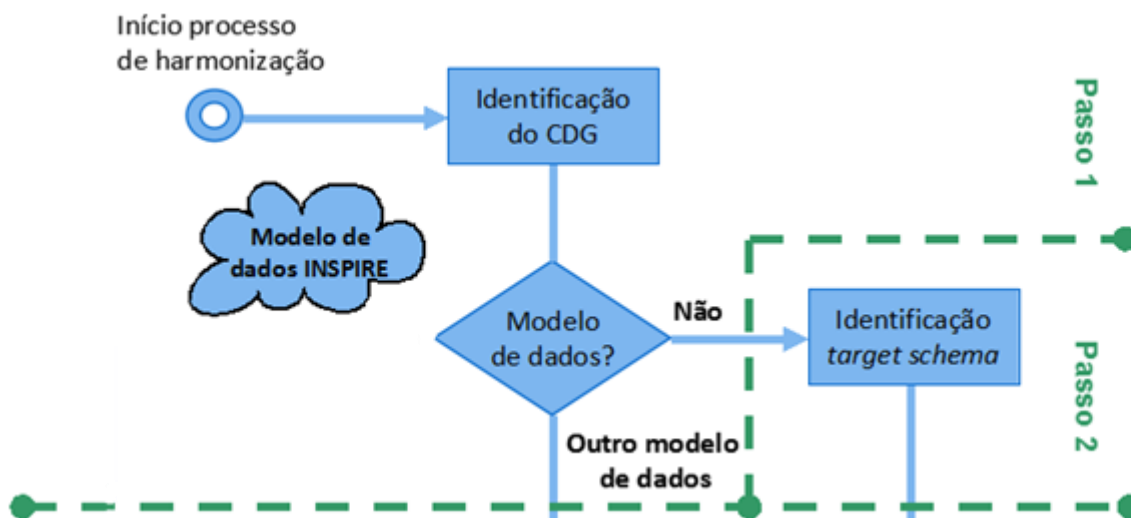 Início processo
de harmonização
Identificação
do CDG
Passo 1
Modelo de
dados INSPIRE
Modelo
de dados?
Não
Identificação
target schema
Passo 2
Outro modelo
de dados